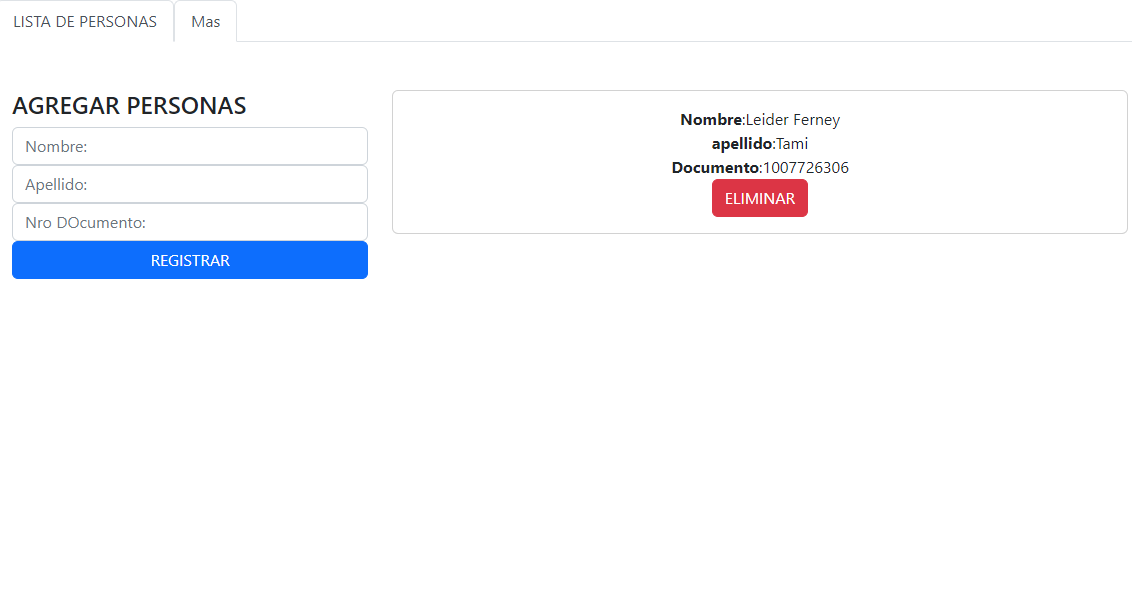 LISTA DE PERSONAS
Mas
AGREGAR PERSONAS
Nombre:
Apellido:
Nro DOcumento:
REGISTRAR
Nombre:Leider Ferney
apellido:Tami
Documento:1007726306
ELIMINAR